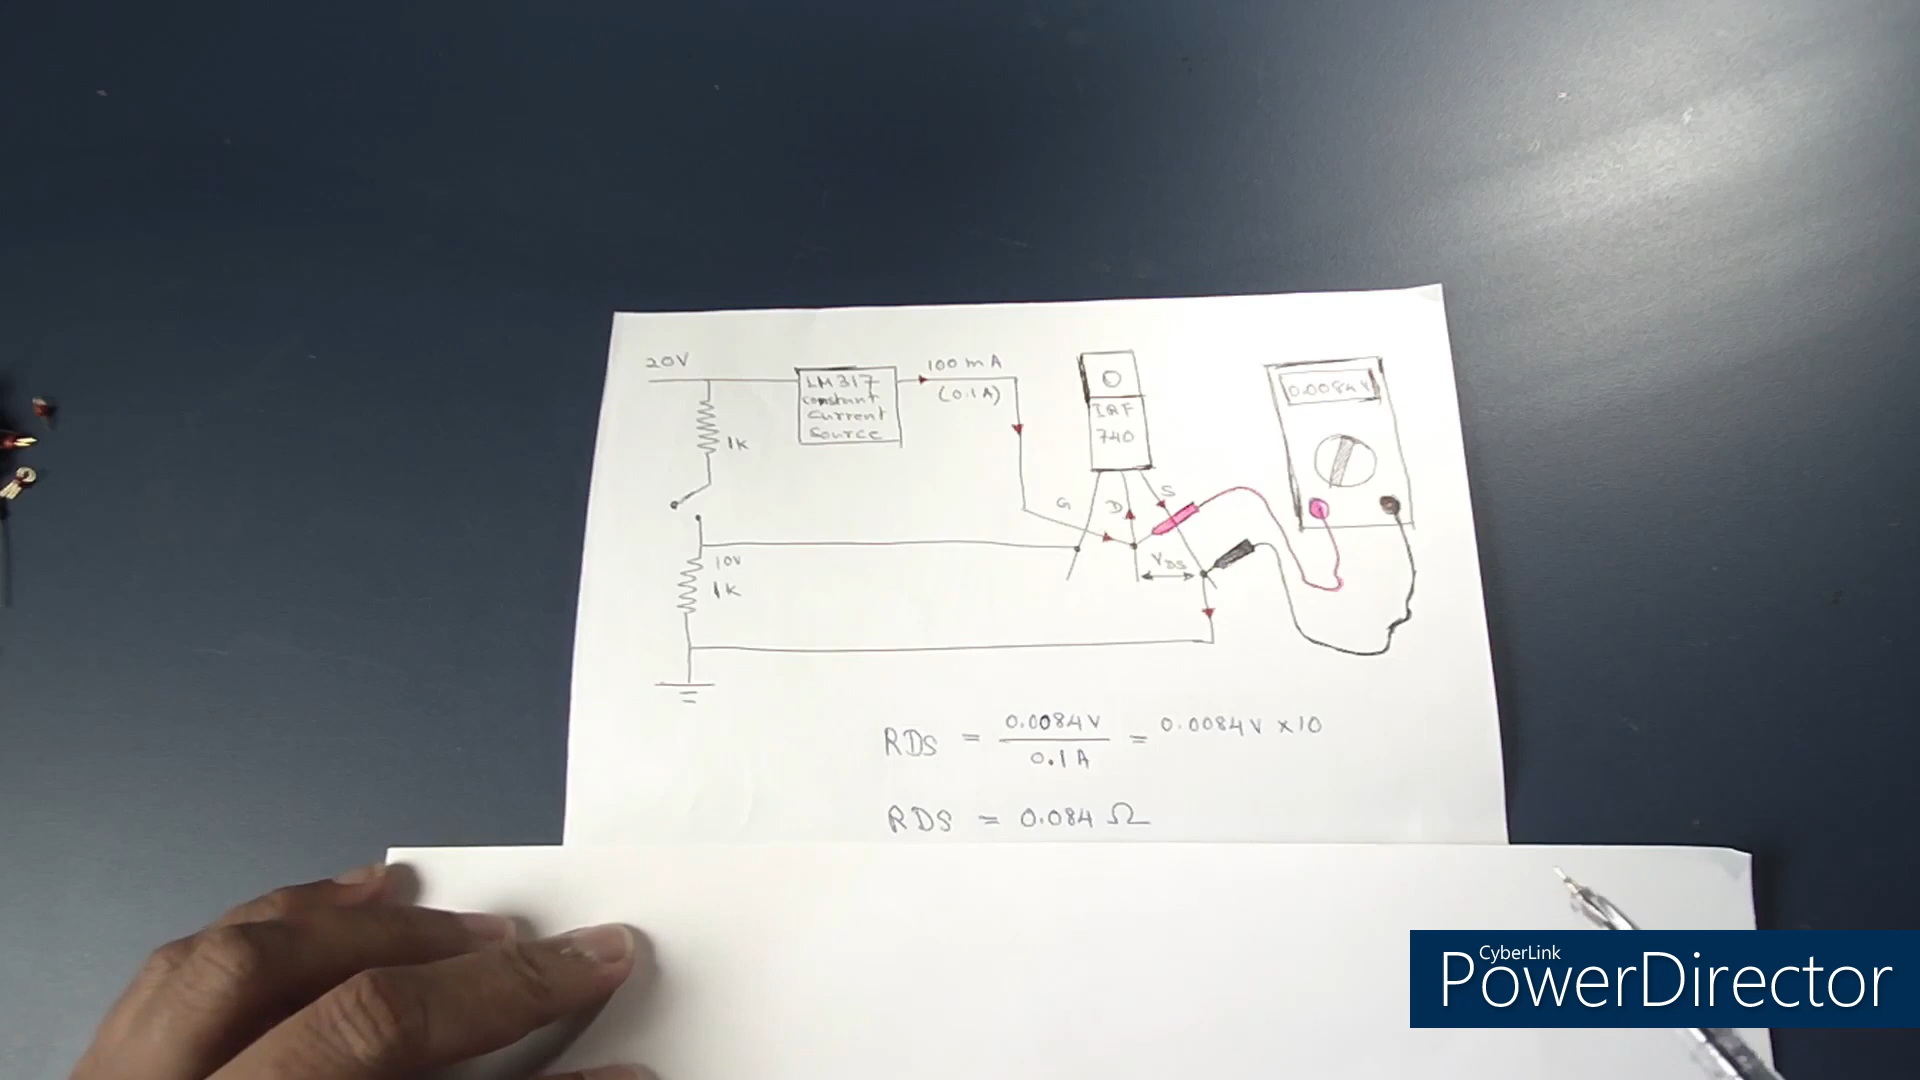 20V
LM317
constant
current
source
100 mA
(0.1A)
1K
IRF
740
0.0084V
G
D
S
VDS
10V
1K
RDS = 0.0084V / 0.1A = 0.0084V × 10
RDS = 0.084 Ω
CyberLink
PowerDirector